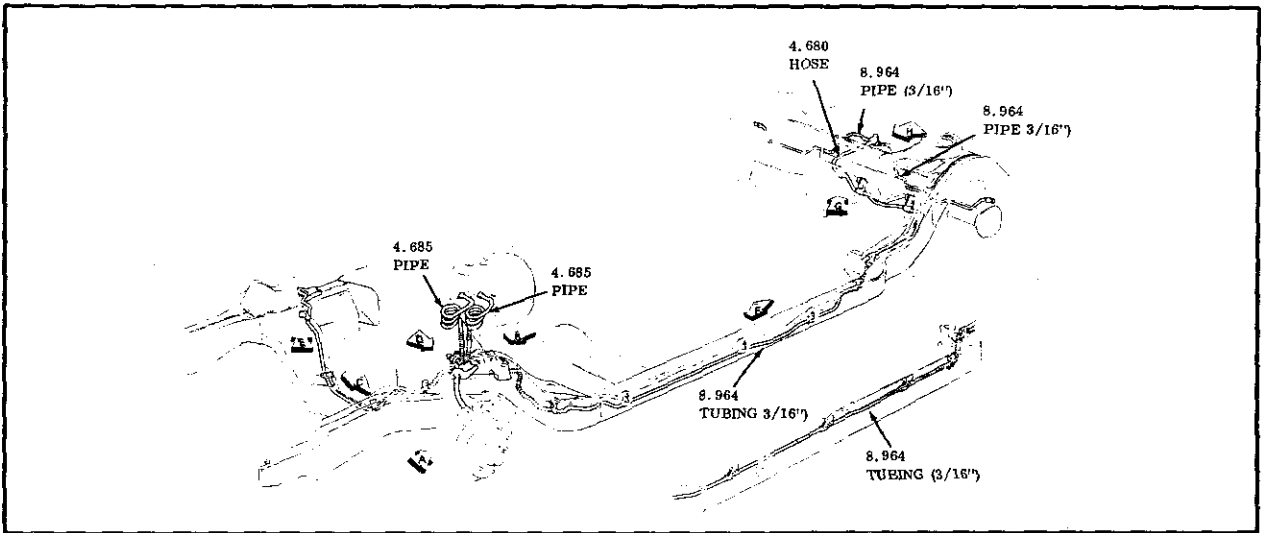 4.680
HOSE
8.964
PIPE (3/16")
8.964
PIPE 3/16")
"H"
"G"
4.685
PIPE
4.685
PIPE
"E"
"D"
"F"
8.964
TUBING 3/16")
8.964
TUBING (3/16")
"A"